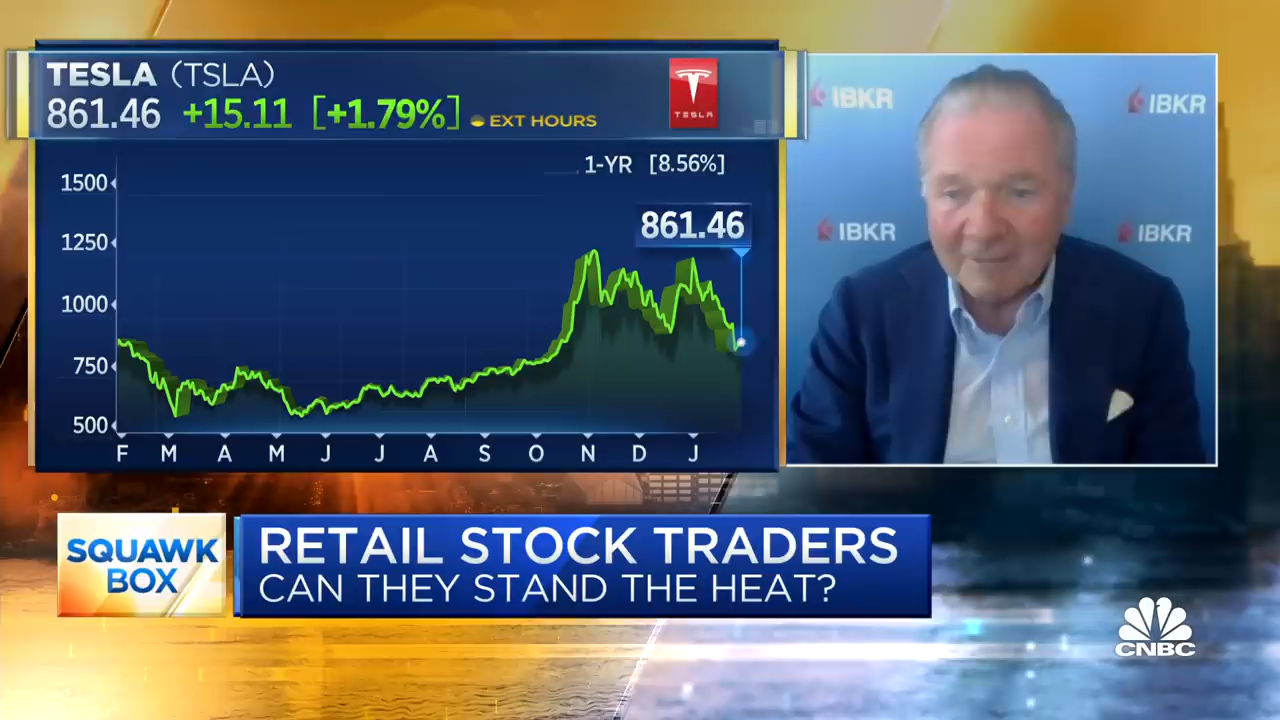 TESLA (TSLA)
861.46 +15.11 [+1.79%] EXT HOURS
TESLA
1-YR [8.56%]
861.46
1500
1250
1000
750
500
F M A M J J A S O N D J
IBKR
IBKR
IBKR
IBKR
SQUAWK
BOX
RETAIL STOCK TRADERS
CAN THEY STAND THE HEAT?
CNBC